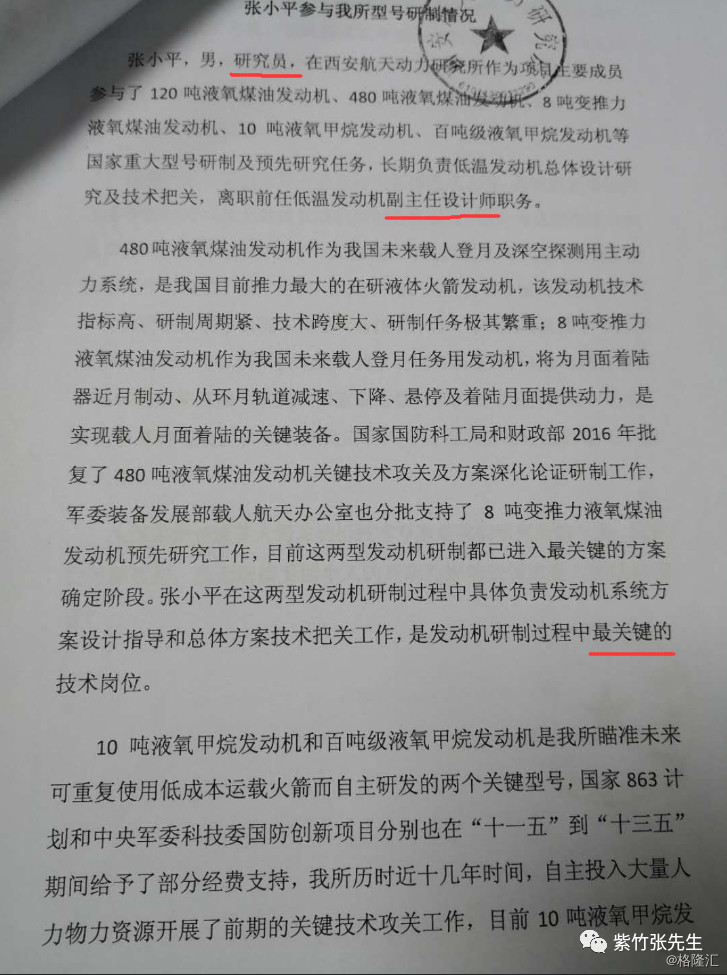 张小平参与我所型号研制情况
张小平，男，研究员，在西安航天动力研究所作为项目主要成员
参与了 120 吨液氧煤油发动机、480 吨液氧煤油发动机、8 吨变推力
液氧煤油发动机、10 吨液氧甲烷发动机、百吨级液氧甲烷发动机等
国家重大型号研制及预先研究任务，长期负责低温发动机总体设计研
究及技术把关，离职前任低温发动机副主任设计师职务。
480 吨液氧煤油发动机作为我国未来载人登月及深空探测用主动
力系统，是我国目前推力最大的在研液体火箭发动机，该发动机技术
指标高、研制周期紧、技术跨度大、研制任务极其繁重；8 吨变推力
液氧煤油发动机作为我国未来载人登月任务用发动机，将为月面着陆
器近月制动、从环月轨道减速、下降、悬停及着陆月面提供动力，是
实现载人月面着陆的关键装备。国家国防科工局和财政部 2016 年批
复了 480 吨液氧煤油发动机关键技术攻关及方案深化论证研制工作，
军委装备发展部载人航天办公室也分批支持了 8 吨变推力液氧煤油
发动机预先研究工作，目前这两型发动机研制都已进入最关键的方案
确定阶段。张小平在这两型发动机研制过程中具体负责发动机系统方
案设计指导和总体方案技术把关工作，是发动机研制过程中最关键的
技术岗位。
10 吨液氧甲烷发动机和百吨级液氧甲烷发动机是我所瞄准未来
可重复使用低成本运载火箭而自主研发的两个关键型号，国家 863 计
划和中央军委科技委国防创新项目分别也在“十一五”到“十三五”
期间给予了部分经费支持，我所历时近十几年时间，自主投入大量人
力物力资源开展了前期的关键技术攻关工作，目前 10 吨液氧甲烷发
紫竹张先生
@格隆汇